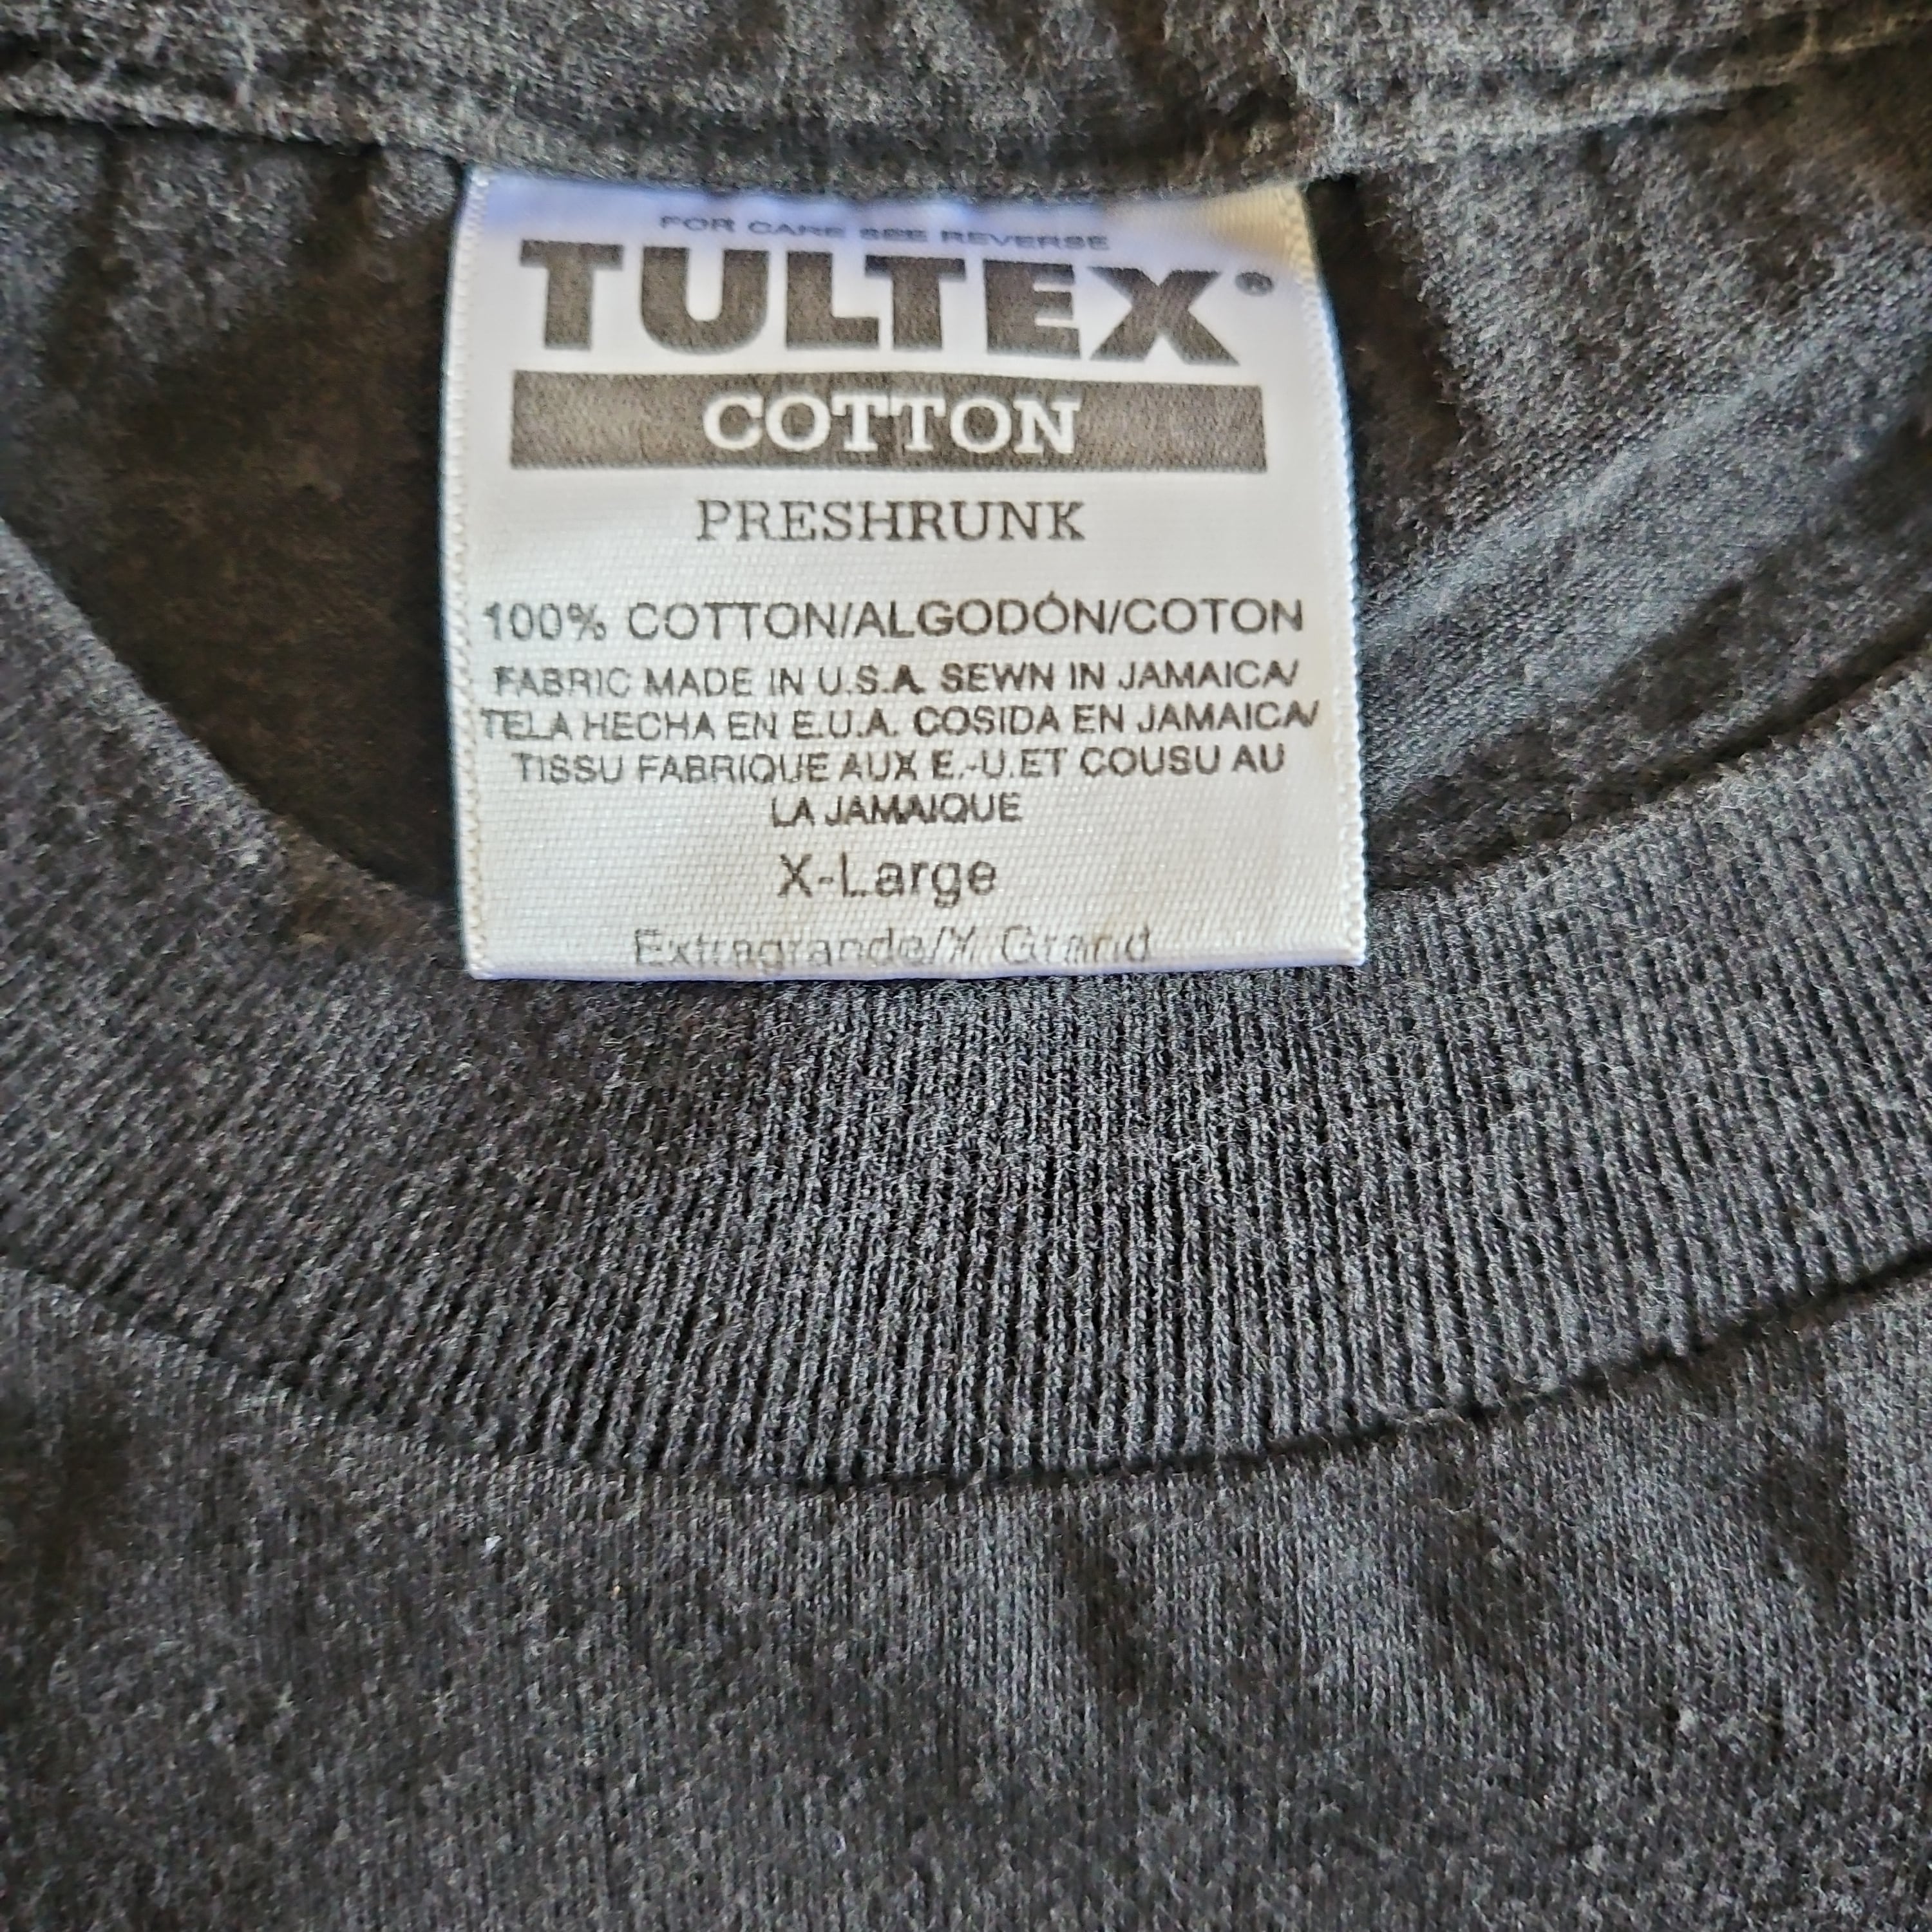 FOR CARE SEE REVERSE
TULTEX®
COTTON
PRESHRUNK
100% COTTON/ALGODÓN/COTON
FABRIC MADE IN U.S.A. SEWN IN JAMAICA/
TELA HECHA EN E.U.A. COSIDA EN JAMAICA/
TISSU FABRIQUE AUX E.-U.ET COUSU AU
LA JAMAIQUE
X-Large
Extragrande/X Grand